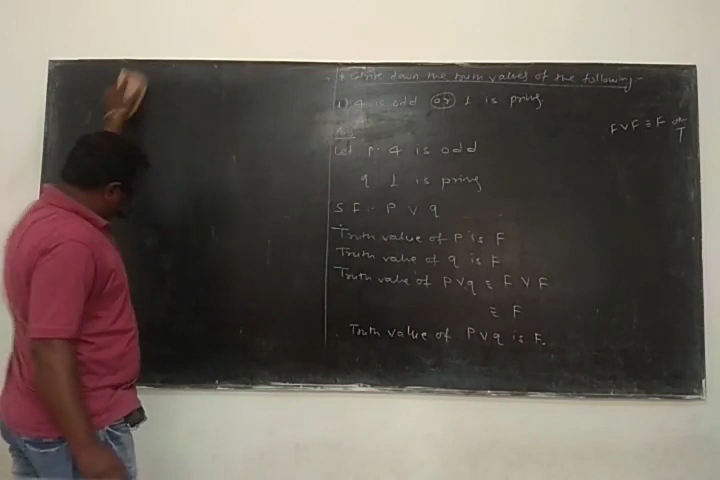 * Write down the truth values of the following:-
i) 4 is odd or 1 is prime
Ans:
Let p : 4 is odd
q 1 is prime
S F :- P V q
Truth value of P is F
Truth value of q is F
Truth value of P V q ≡ F V F
≡ F
Truth value of P V q is F.
F V F ≡ F or
T